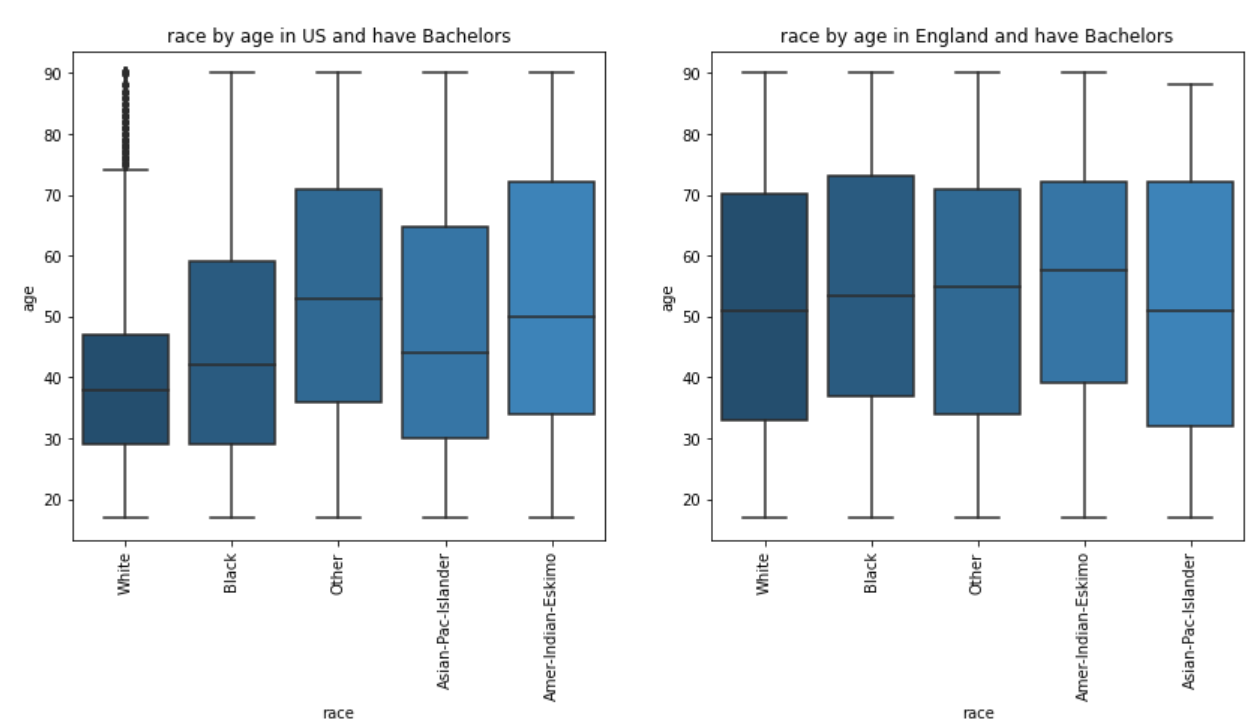 race by age in US and have Bachelors
90
80
70
60
50
40
30
20
age
White
Black
Other
Asian-Pac-Islander
Amer-Indian-Eskimo
race
race by age in England and have Bachelors
90
80
70
60
50
40
30
20
age
White
Black
Other
Amer-Indian-Eskimo
Asian-Pac-Islander
race